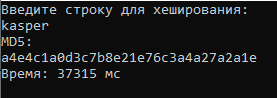 Введите строку для хеширования:
kasper
MD5:
a4e4c1a0d3c7b8e21e76c3a4a27a2a1e
Время: 37315 мс